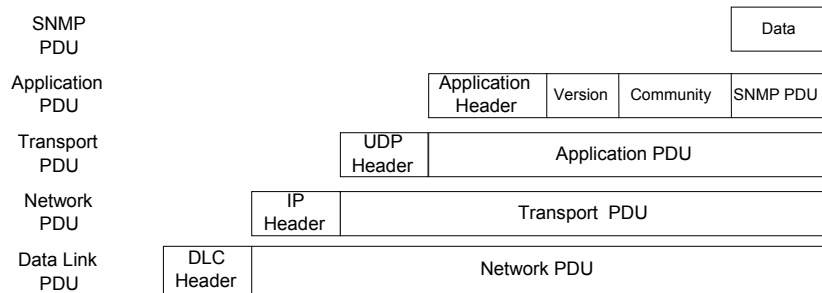 SNMP
PDU
Data
Application
PDU
Application
Header
Version
Community
SNMP PDU
Transport
PDU
UDP
Header
Application PDU
Network
PDU
IP
Header
Transport PDU
Data Link
PDU
DLC
Header
Network PDU